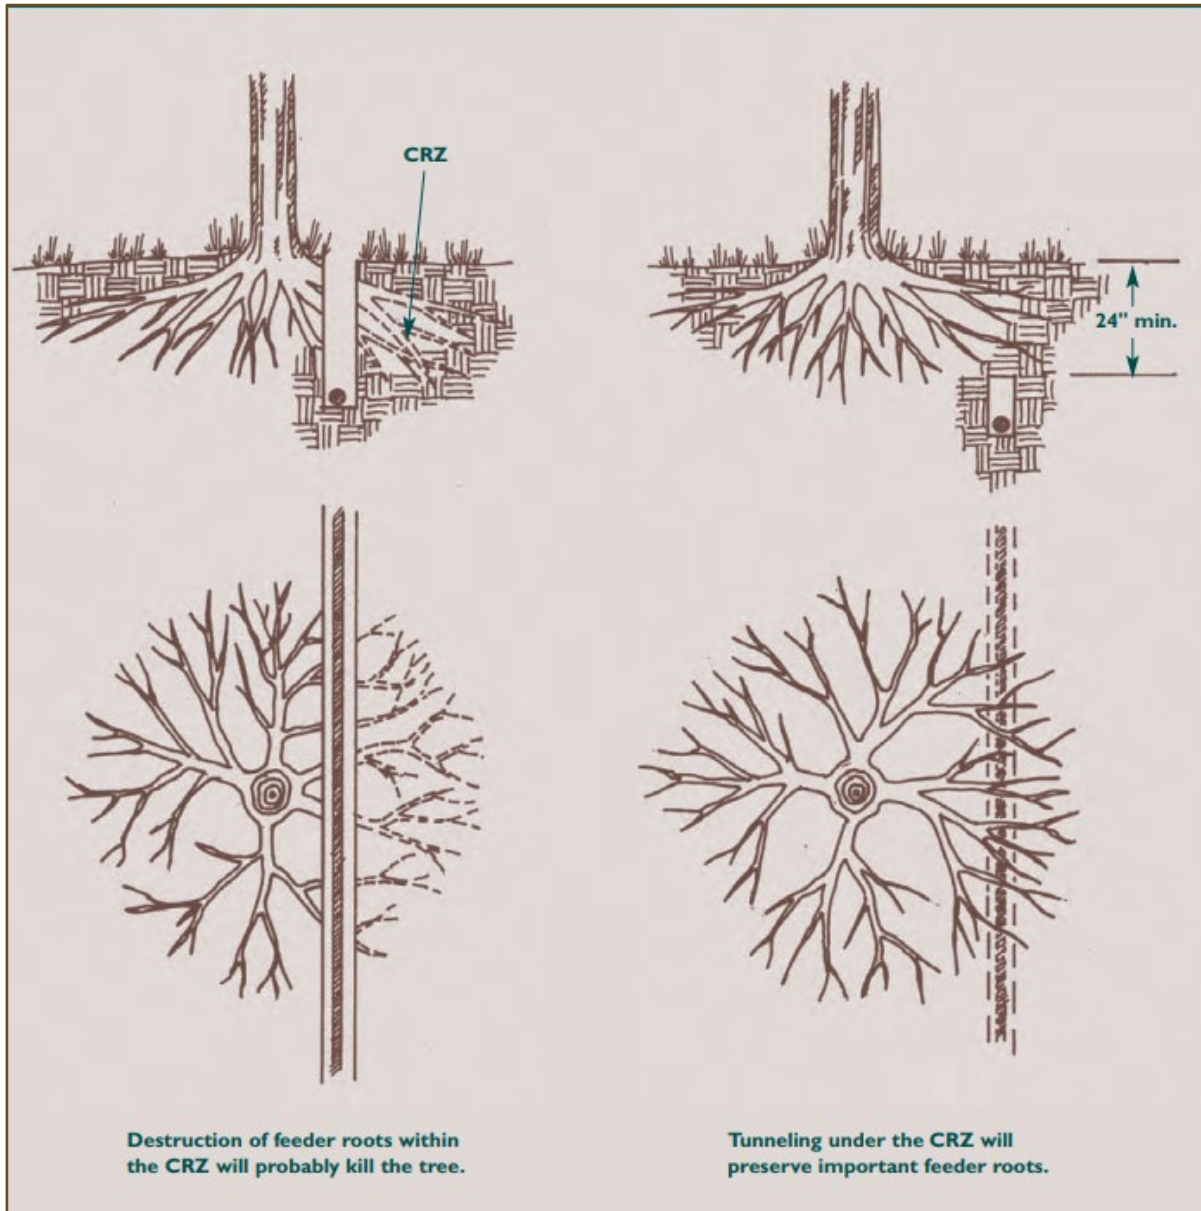 CRZ
24" min.
Destruction of feeder roots within
the CRZ will probably kill the tree.
Tunneling under the CRZ will
preserve important feeder roots.